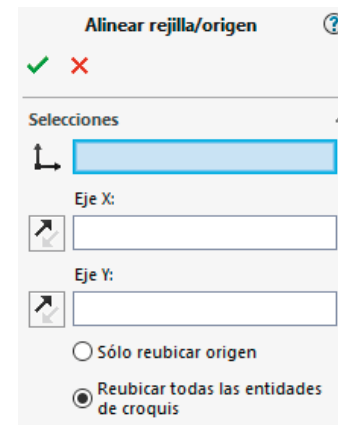 Alinear rejilla/origen
Selecciones
Eje X:
Eje Y:
Sólo reubicar origen
Reubicar todas las entidades
de croquis